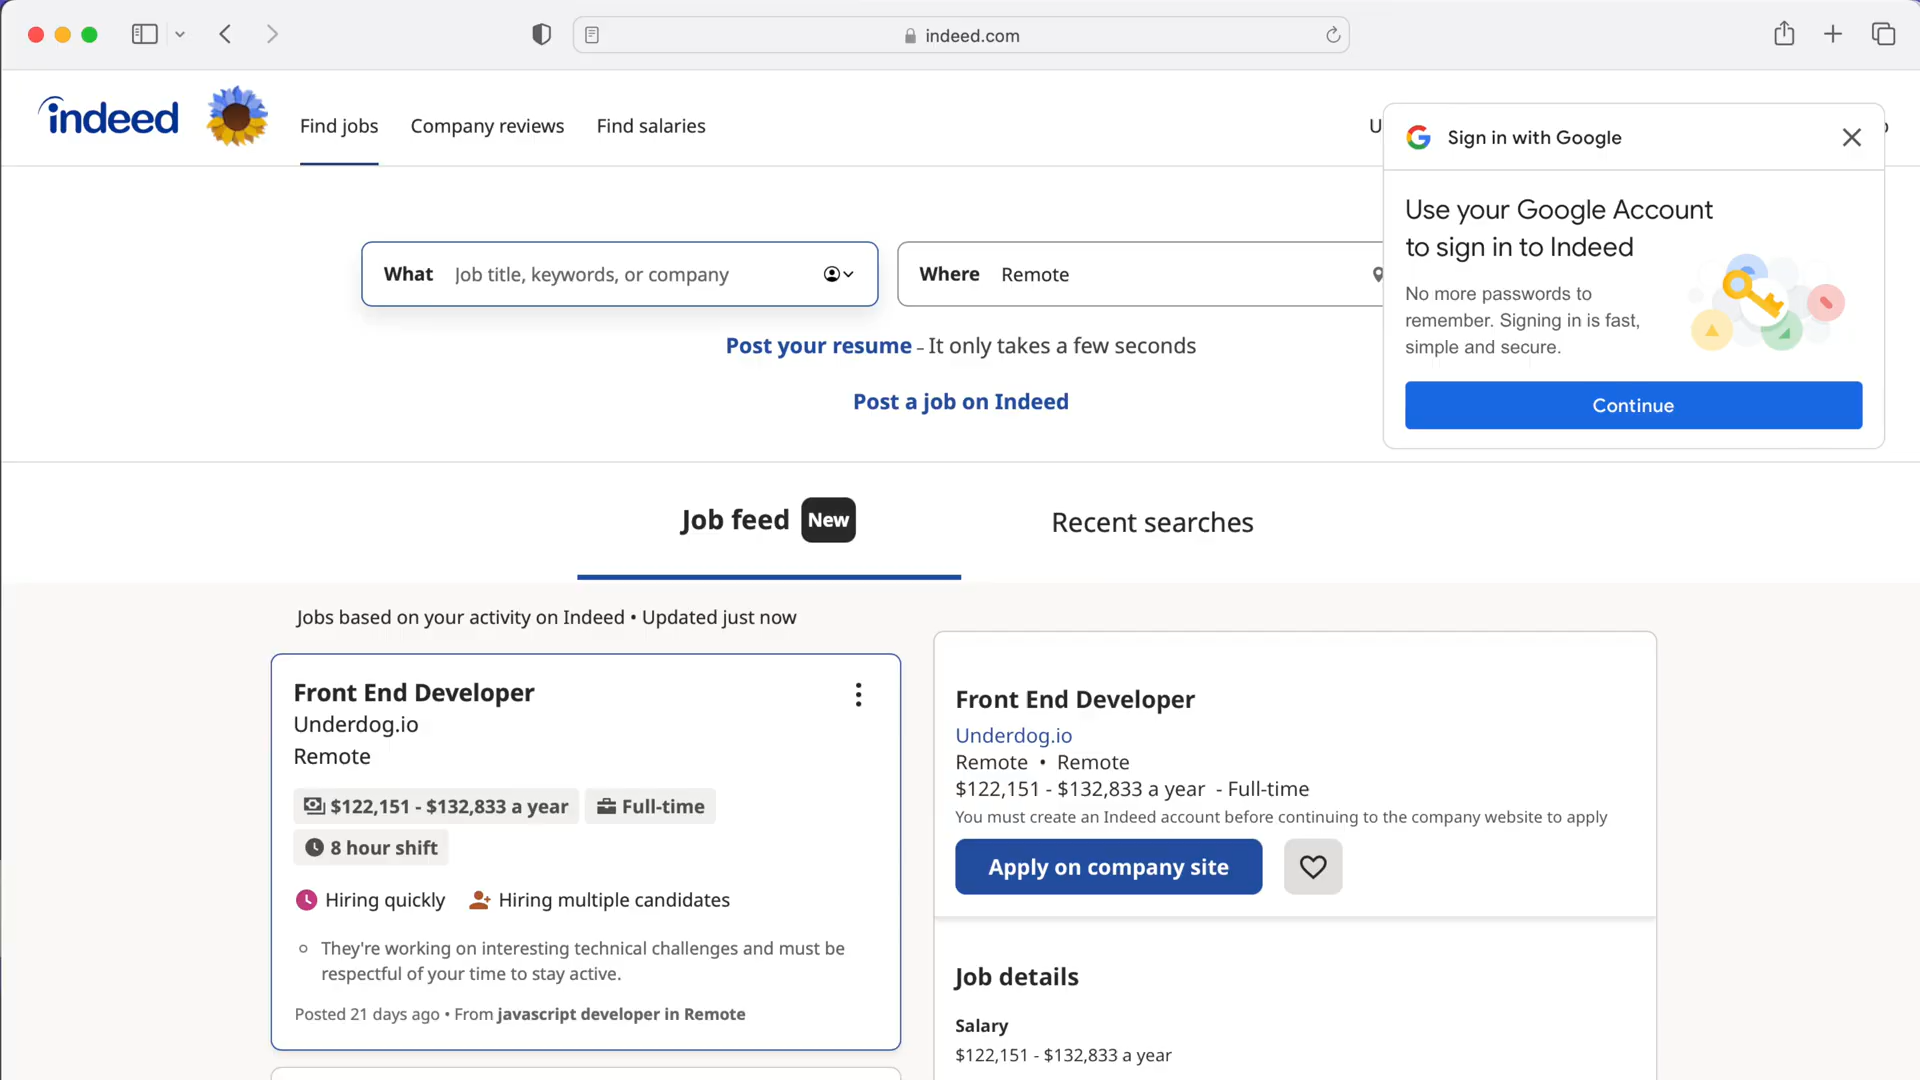 indeed.com
indeed
Find jobs
Company reviews
Find salaries
Sign in with Google
Use your Google Account
to sign in to Indeed
No more passwords to
remember. Signing in is fast,
simple and secure.
Continue
What Job title, keywords, or company
Where Remote
Post your resume – It only takes a few seconds
Post a job on Indeed
Job feed New
Recent searches
Jobs based on your activity on Indeed • Updated just now
Front End Developer
Underdog.io
Remote
$122,151 - $132,833 a year
Full-time
8 hour shift
Hiring quickly
Hiring multiple candidates
They're working on interesting technical challenges and must be
respectful of your time to stay active.
Posted 21 days ago • From javascript developer in Remote
Front End Developer
Underdog.io
Remote • Remote
$122,151 - $132,833 a year - Full-time
You must create an Indeed account before continuing to the company website to apply
Apply on company site
Job details
Salary
$122,151 - $132,833 a year